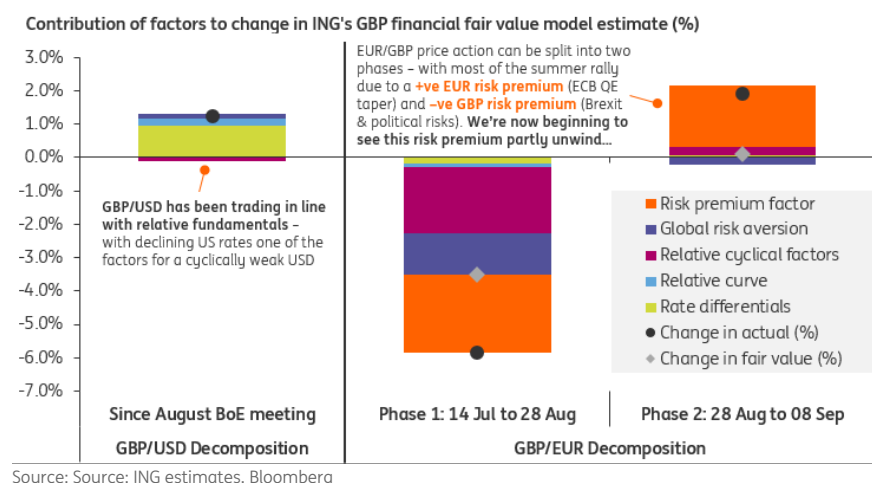 Contribution of factors to change in ING's GBP financial fair value model estimate (%)
3.0%
2.0%
1.0%
0.0%
-1.0%
-2.0%
-3.0%
-4.0%
-5.0%
-6.0%
-7.0%
GBP/USD has been trading in line
with relative fundamentals –
with declining US rates one of the
factors for a cyclically weak USD
EUR/GBP price action can be split into two
phases – with most of the summer rally
due to a +ve EUR risk premium (ECB QE
taper) and –ve GBP risk premium (Brexit
& political risks). We're now beginning to
see this risk premium partly unwind...
Risk premium factor
Global risk aversion
Relative cyclical factors
Relative curve
Rate differentials
Change in actual (%)
Change in fair value (%)
Since August BoE meeting
Phase 1: 14 Jul to 28 Aug
Phase 2: 28 Aug to 08 Sep
GBP/USD Decomposition
GBP/EUR Decomposition
Source: Source: ING estimates, Bloomberg